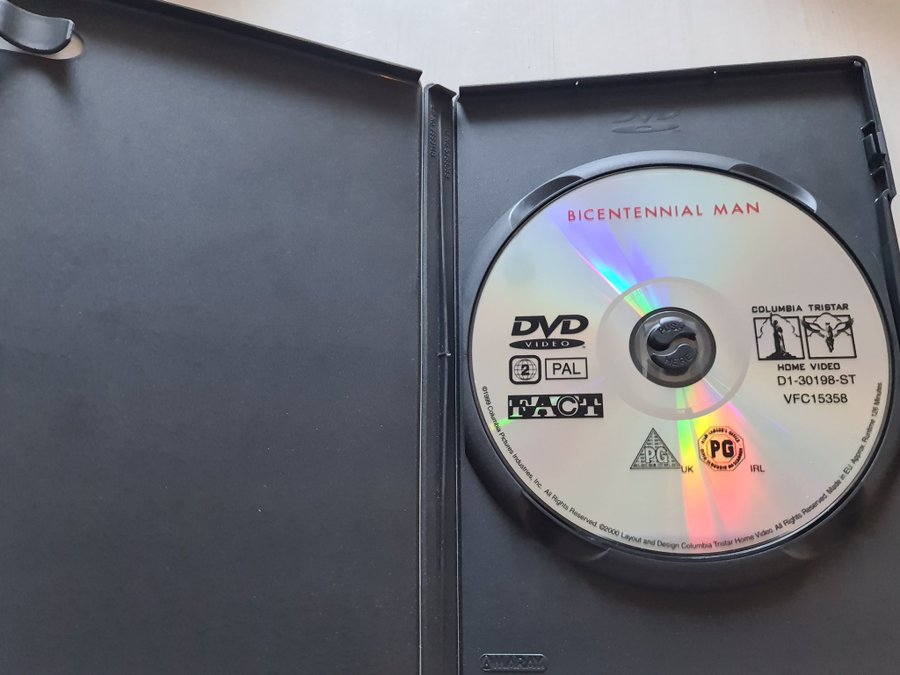 DVD
BICENTENNIAL MAN
DVD
VIDEO
2 PAL
FACT
PUSH
HERE
COLUMBIA TRISTAR
HOME VIDEO
D1-30198-ST
VFC15358
PG UK
PG IRL
©1999 Columbia Pictures Industries, Inc. All Rights Reserved. ©2000 Layout and Design Columbia Tristar Home Video. All Rights Reserved. Made in EU. Approx. Runtime 126 Minutes.
AMARAY